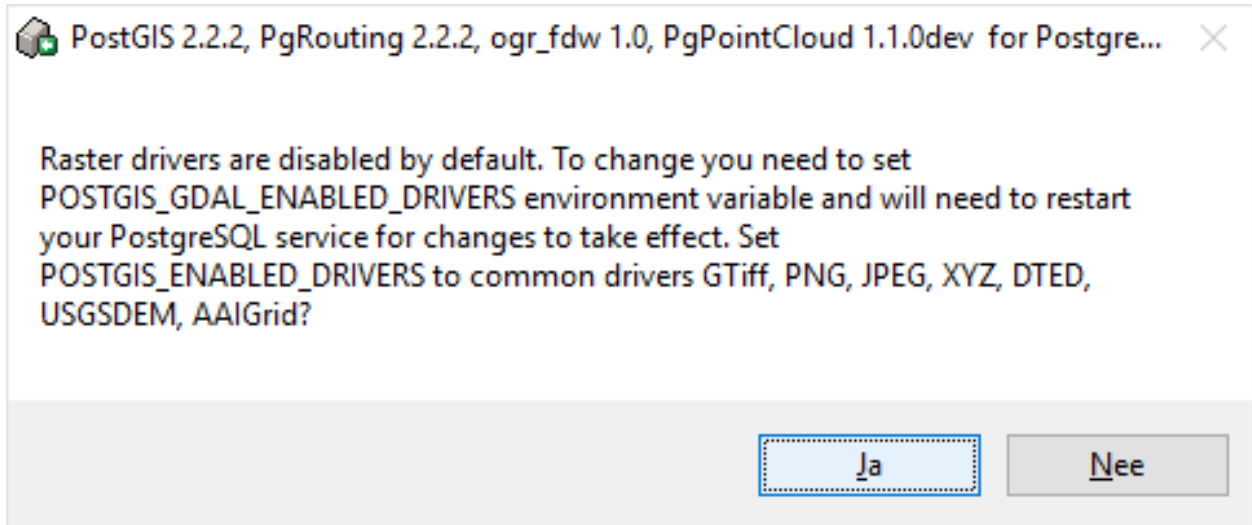 PostGIS 2.2.2, PgRouting 2.2.2, ogr_fdw 1.0, PgPointCloud 1.1.0dev for Postgre...
Raster drivers are disabled by default. To change you need to set
POSTGIS_GDAL_ENABLED_DRIVERS environment variable and will need to restart
your PostgreSQL service for changes to take effect. Set
POSTGIS_ENABLED_DRIVERS to common drivers GTiff, PNG, JPEG, XYZ, DTED,
USGSDEM, AAIGrid?
Ja Nee